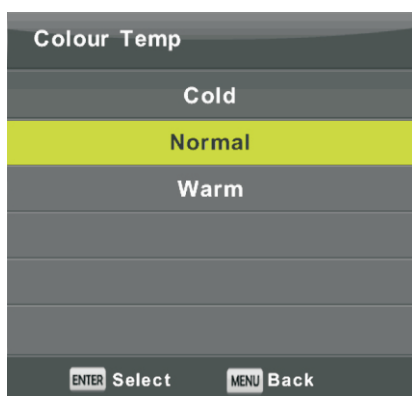 Colour Temp
Cold
Normal
Warm
ENTER Select MENU Back